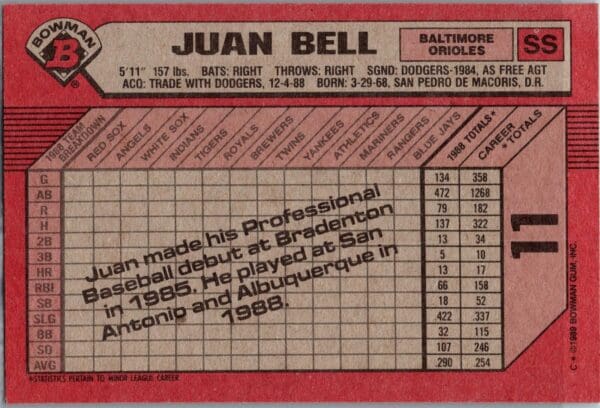 BOWMAN
B
®
JUAN BELL
BALTIMORE
ORIOLES
SS
5'11" 157 lbs. BATS: RIGHT THROWS: RIGHT SGND: DODGERS-1984, AS FREE AGT
ACQ: TRADE WITH DODGERS, 12-4-88 BORN: 3-29-68, SAN PEDRO DE MACORIS, D.R.
1988 TEAM
BREAKDOWN
RED SOX
ANGELS
WHITE SOX
INDIANS
TIGERS
ROYALS
BREWERS
TWINS
YANKEES
ATHLETICS
MARINERS
RANGERS
BLUE JAYS
1988 TOTALS*
CAREER
*TOTALS
G 134 358
AB 472 1268
R 79 182
H 137 322
2B 13 34
3B 5 10
HR 13 17
RBI 66 158
SB 18 52
SLG .422 .337
BB 32 115
SO 107 246
AVG .290 .254
Juan made his Professional
Baseball debut at Bradenton
in 1985. He played at San
Antonio and Albuquerque in
1988.
11
*STATISTICS PERTAIN TO MINOR LEAGUE CAREER
C * ©1989 BOWMAN GUM, INC.